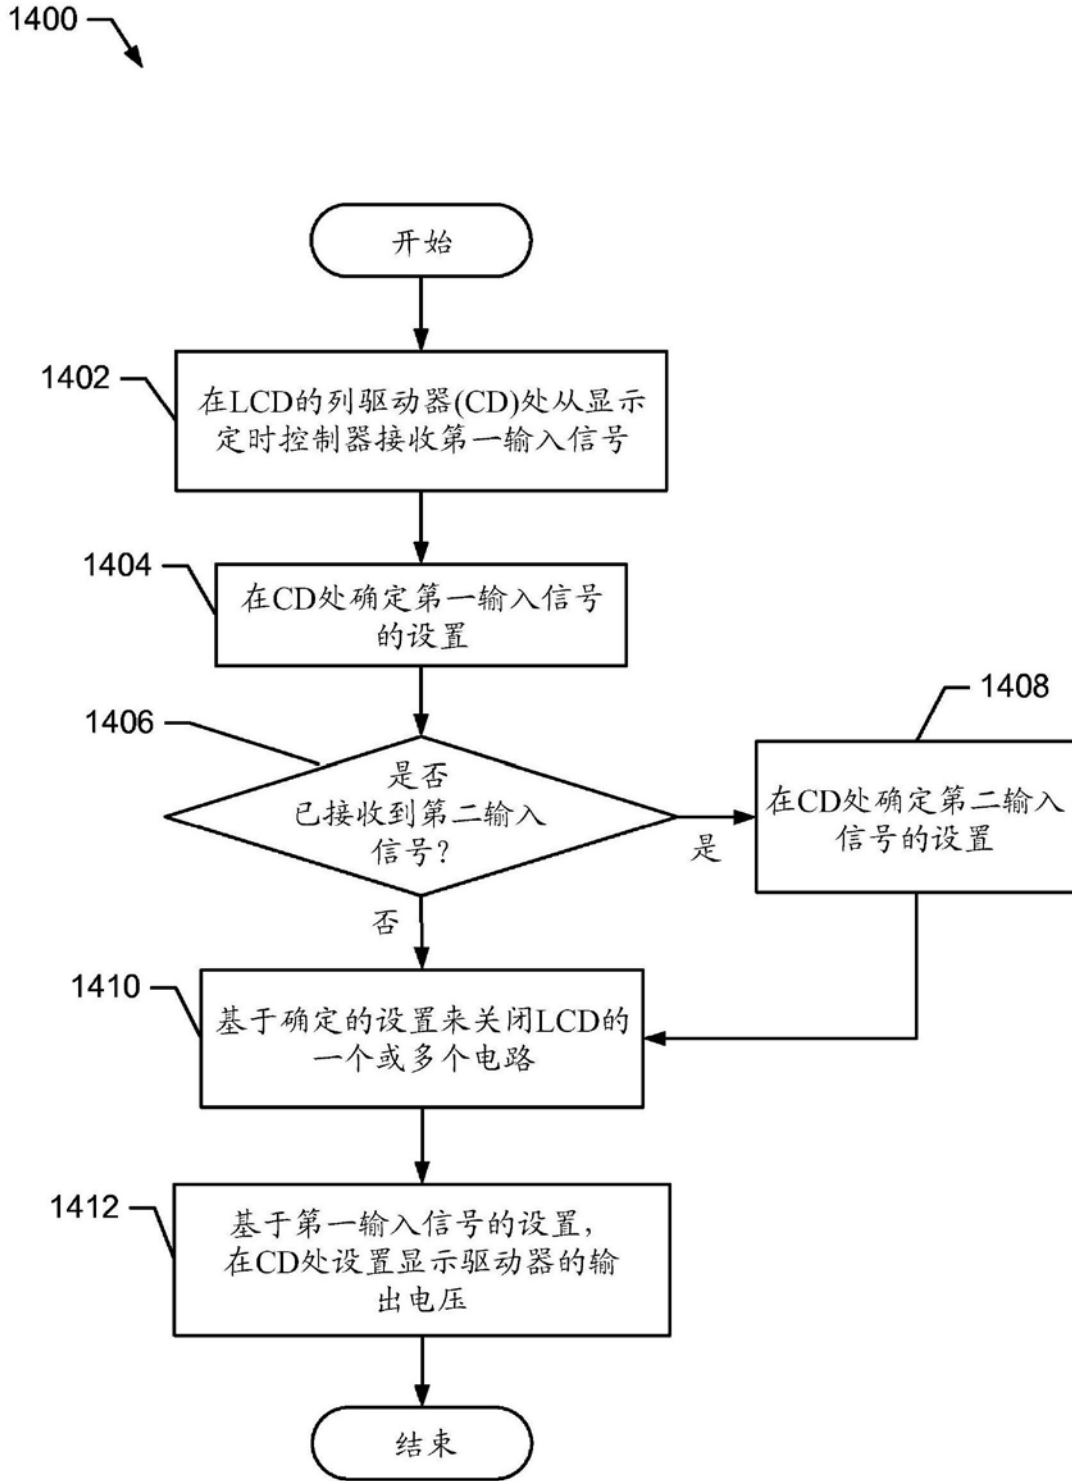 1400
开始
1402
在LCD的列驱动器(CD)处从显示
定时控制器接收第一输入信号
1404
在CD处确定第一输入信号
的设置
1406
是否
已接收到第二输入
信号?
是
1408
在CD处确定第二输入
信号的设置
否
1410
基于确定的设置来关闭LCD的
一个或多个电路
1412
基于第一输入信号的设置，
在CD处设置显示驱动器的输
出电压
结束